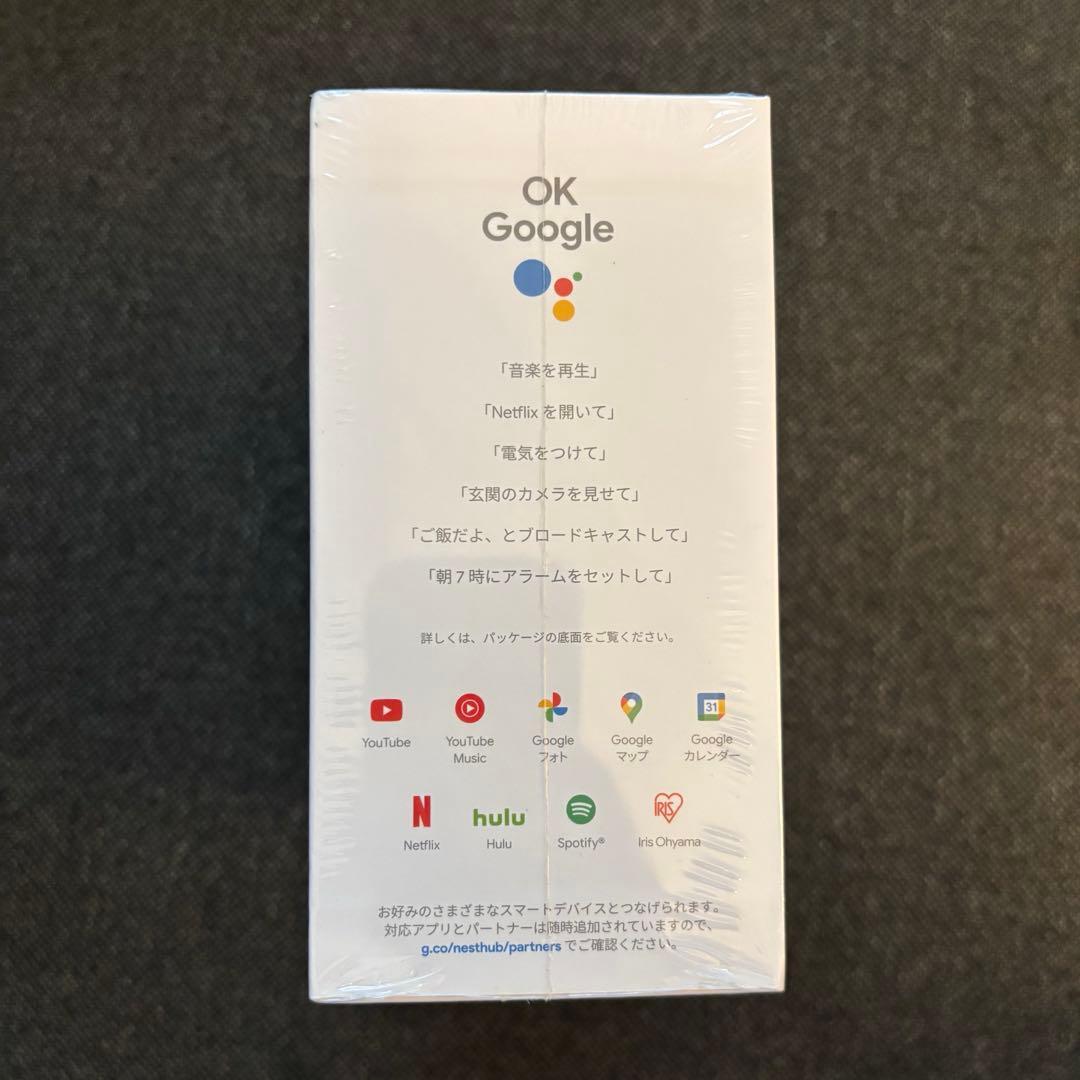 OK
Google
「音楽を再生」
「Netflix を開いて」
「電気をつけて」
「玄関のカメラを見せて」
「ご飯だよ、とブロードキャストして」
「朝 7 時にアラームをセットして」
詳しくは、パッケージの底面をご覧ください。
31
YouTube
YouTube
Music
Google
フォト
Google
マップ
Google
カレンダー
N
hulu
IRIS
Netflix
Hulu
Spotify®
Iris Ohyama
お好みのさまざまなスマートデバイスとつなげられます。
対応アプリとパートナーは随時追加されていますので、
g.co/nesthub/partners でご確認ください。